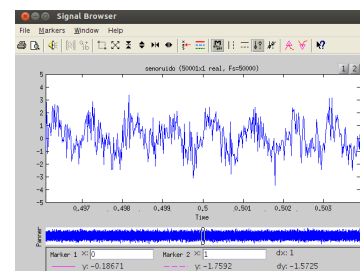 Signal Browser
File Markers Window Help
senoruido (50001x1 real, Fs=50000)
1 2
5
4
3
2
1
0
-1
-2
-3
-4
-5
0.497 0.498 0.499 0.5 0.501 0.502 0.503
Time
Panner
Marker 1 X: 0 Marker 2 X: 1 dx: 1
y: -0.18671 y: -1.7592 dy: -1.5725